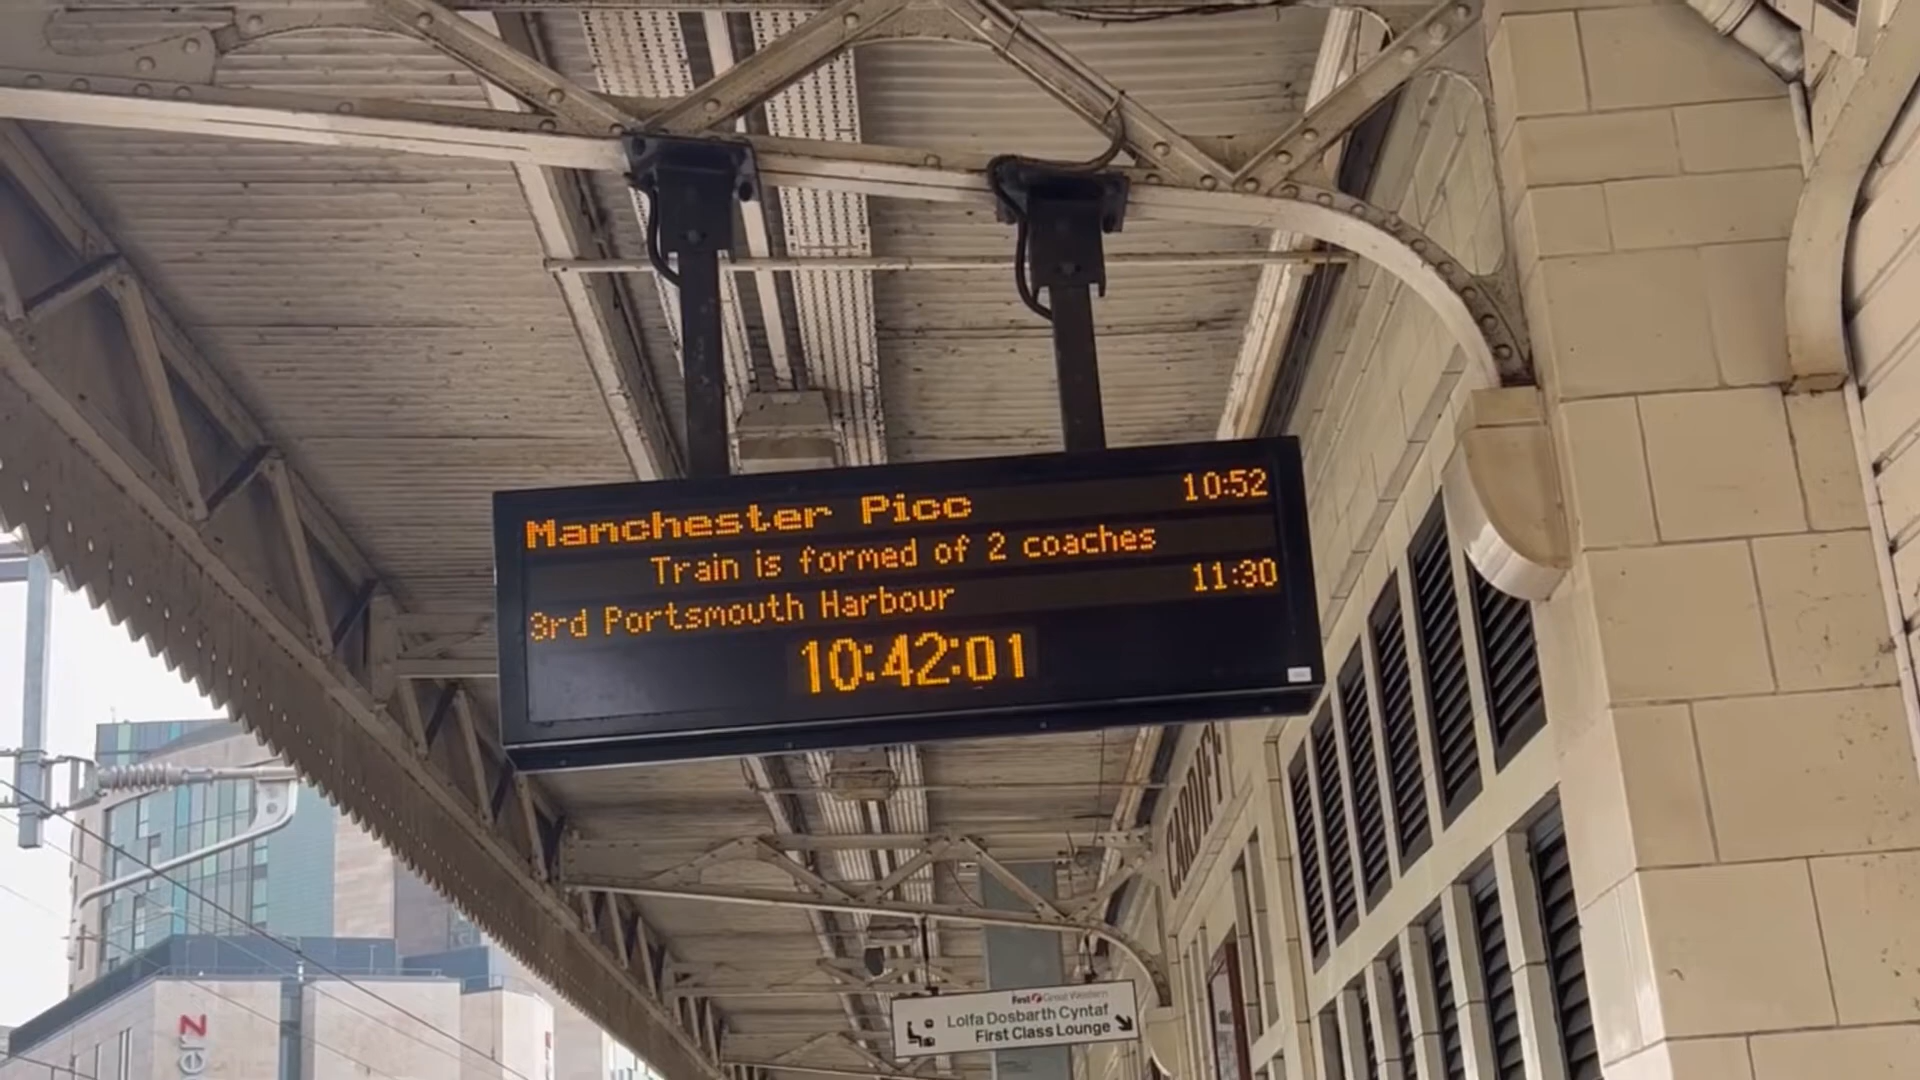 Manchester Picc 10:52
Train is formed of 2 coaches
3rd Portsmouth Harbour 11:30
10:42:01
CARDIFF
First Great Western
Lolfa Dosbarth Cyntaf
First Class Lounge